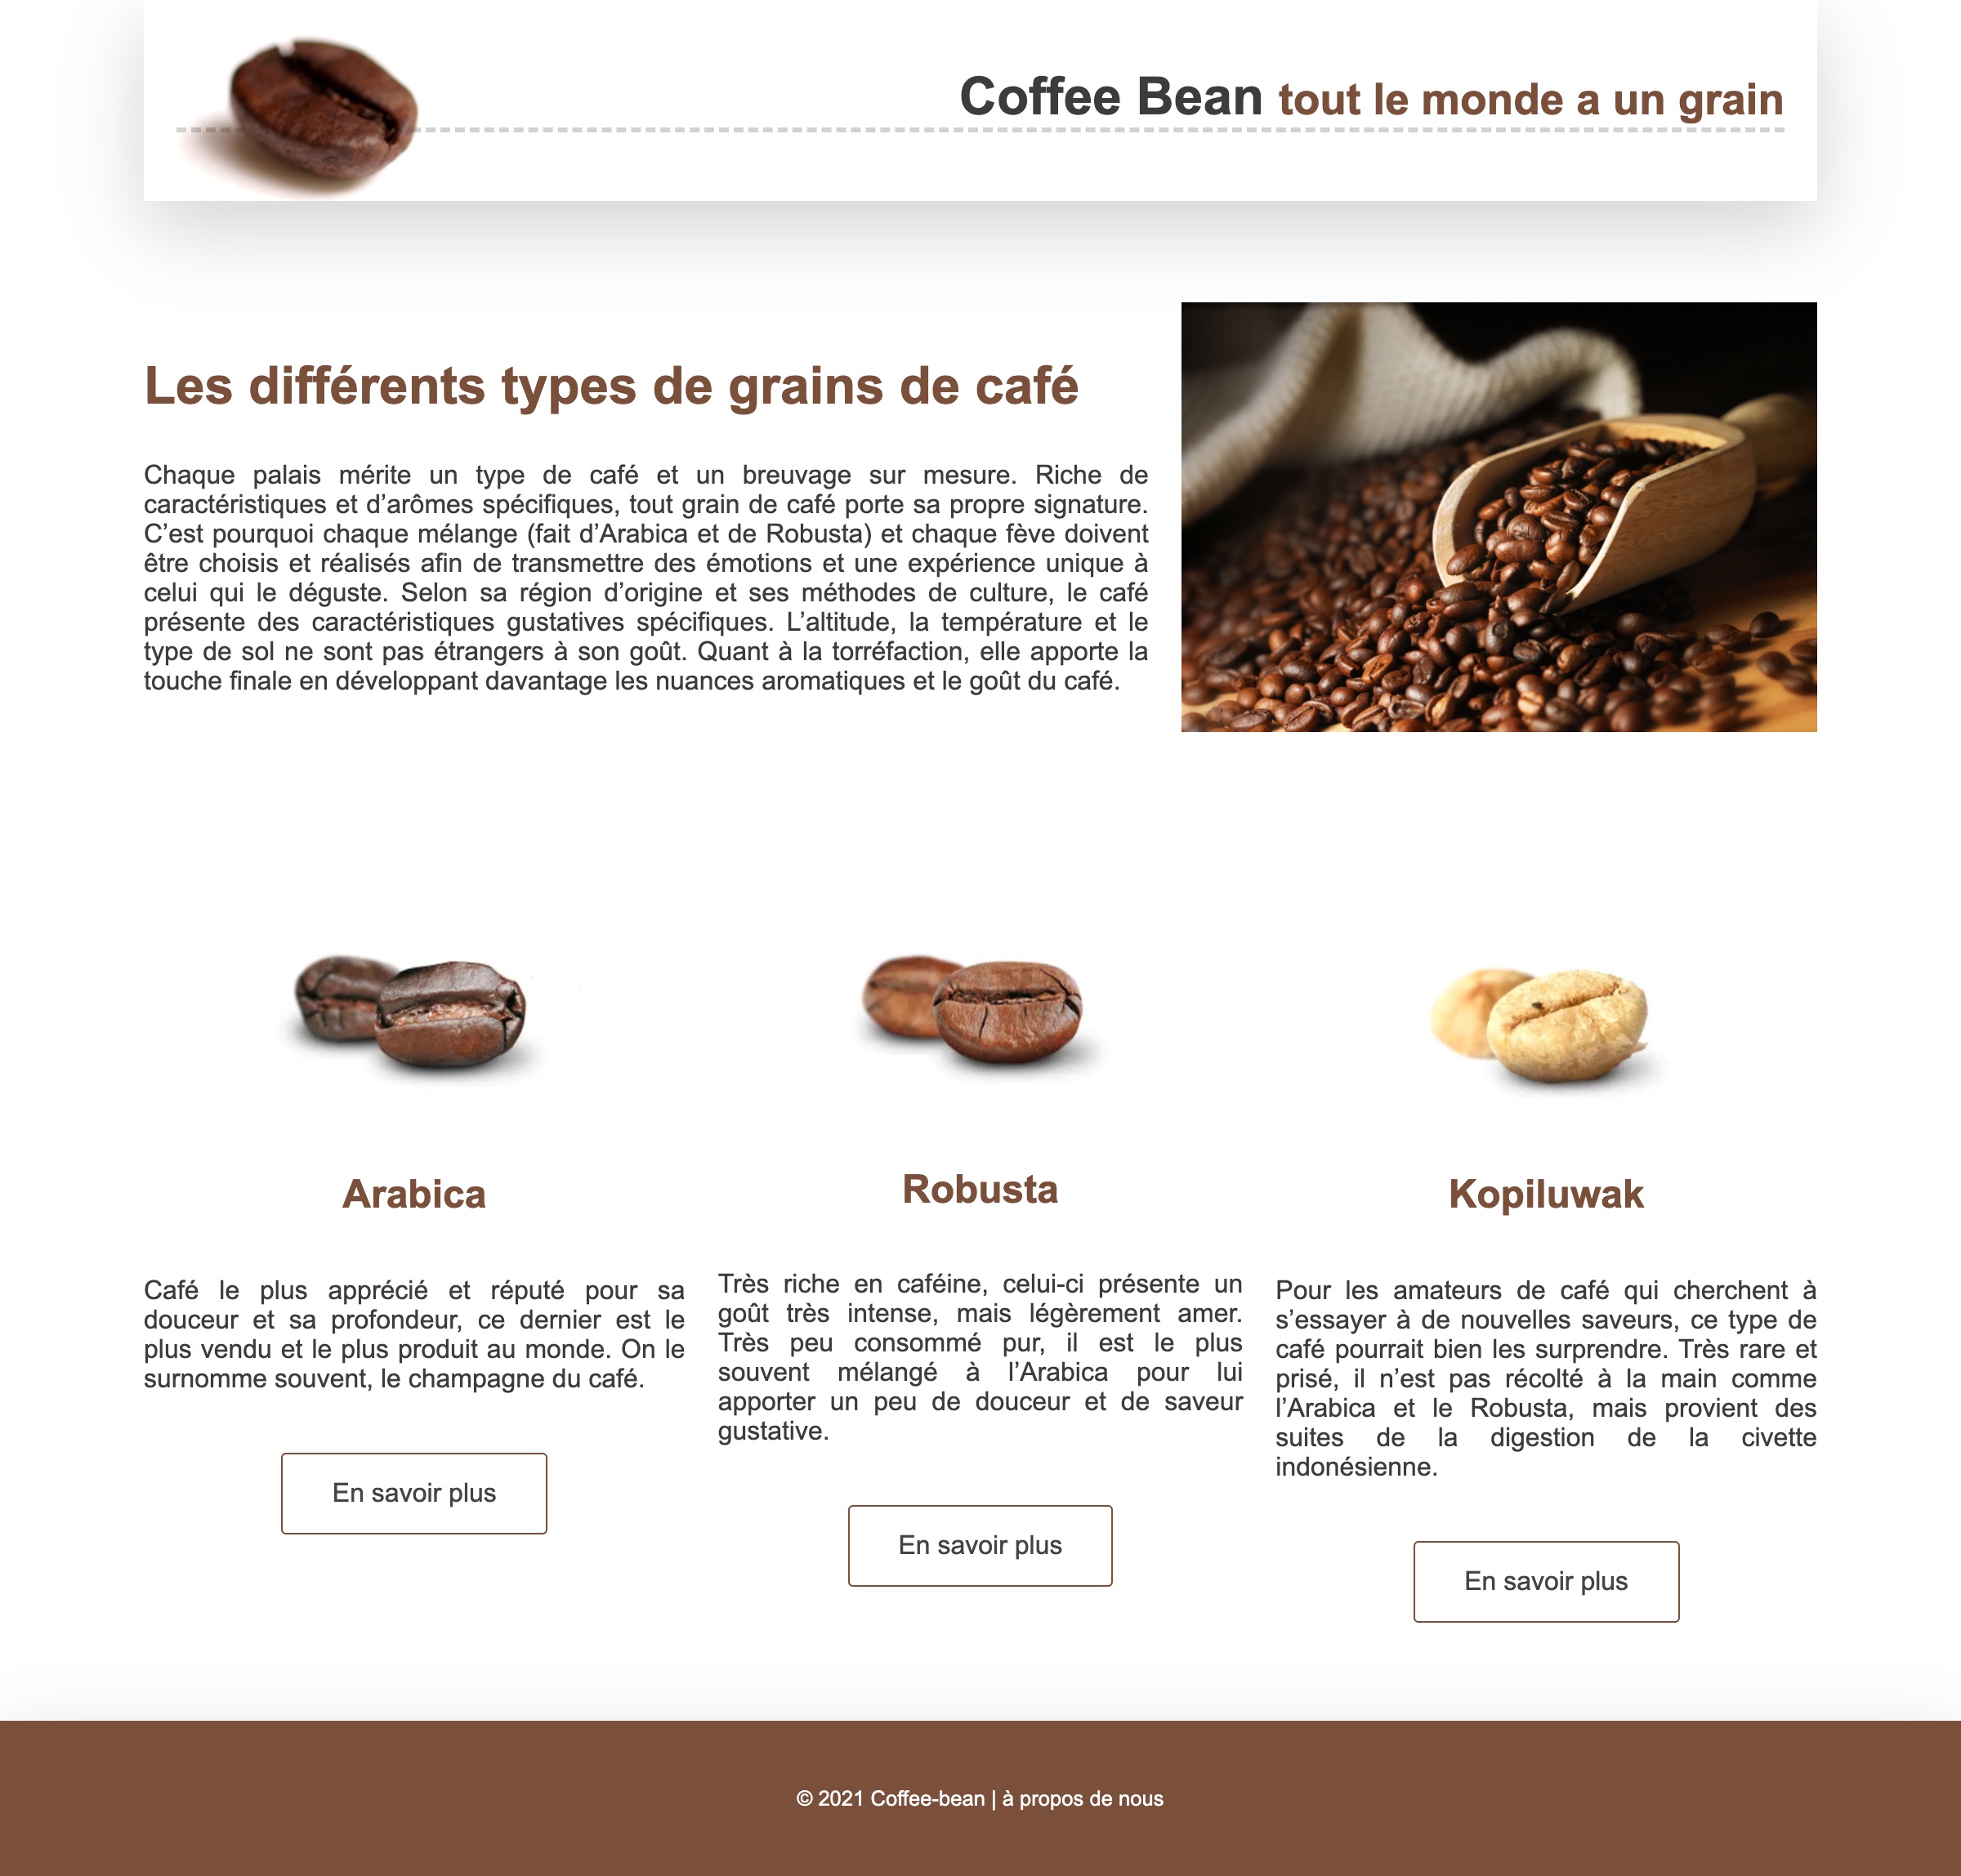 Coffee Bean tout le monde a un grain
Les différents types de grains de café
Chaque palais mérite un type de café et un breuvage sur mesure. Riche de
caractéristiques et d’arômes spécifiques, tout grain de café porte sa propre signature.
C’est pourquoi chaque mélange (fait d’Arabica et de Robusta) et chaque fève doivent
être choisis et réalisés afin de transmettre des émotions et une expérience unique à
celui qui le déguste. Selon sa région d’origine et ses méthodes de culture, le café
présente des caractéristiques gustatives spécifiques. L’altitude, la température et le
type de sol ne sont pas étrangers à son goût. Quant à la torréfaction, elle apporte la
touche finale en développant davantage les nuances aromatiques et le goût du café.
Arabica
Café le plus apprécié et réputé pour sa
douceur et sa profondeur, ce dernier est le
plus vendu et le plus produit au monde. On le
surnomme souvent, le champagne du café.
En savoir plus
Robusta
Très riche en caféine, celui-ci présente un
goût très intense, mais légèrement amer.
Très peu consommé pur, il est le plus
souvent mélangé à l’Arabica pour lui
apporter un peu de douceur et de saveur
gustative.
En savoir plus
Kopiluwak
Pour les amateurs de café qui cherchent à
s’essayer à de nouvelles saveurs, ce type de
café pourrait bien les surprendre. Très rare et
prisé, il n’est pas récolté à la main comme
l’Arabica et le Robusta, mais provient des
suites de la digestion de la civette
indonésienne.
En savoir plus
© 2021 Coffee-bean | à propos de nous